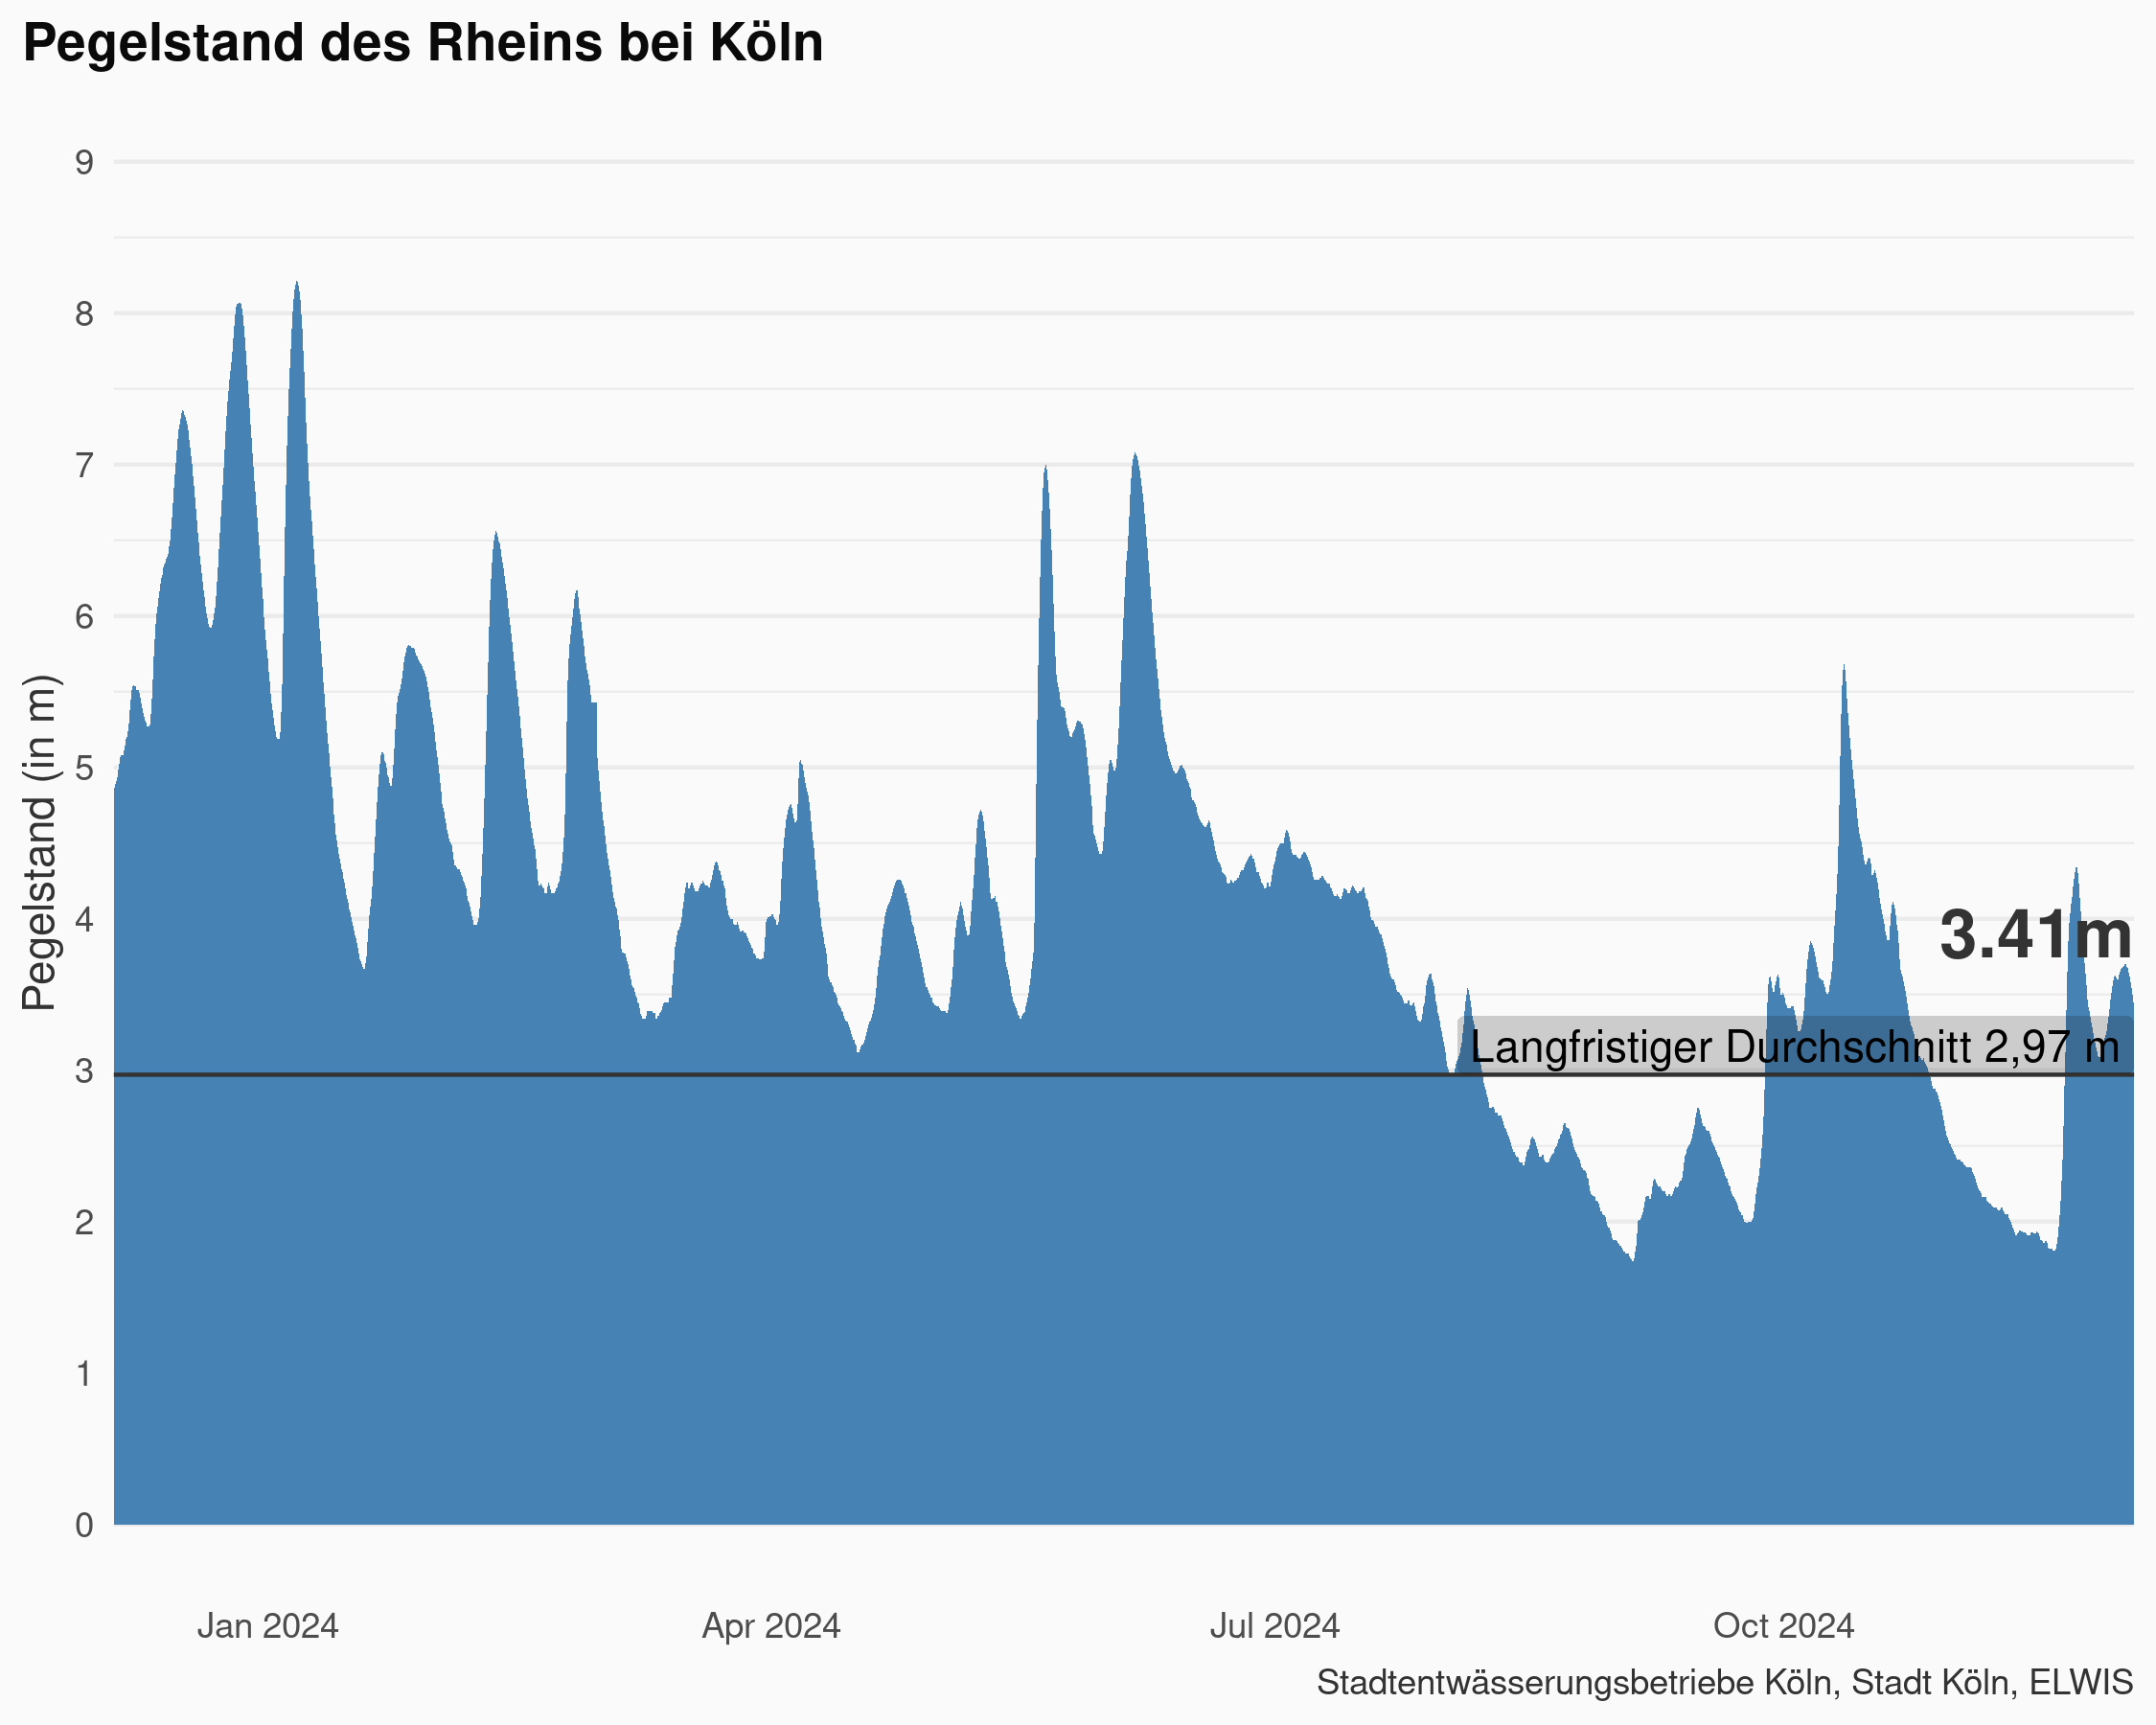 Pegelstand des Rheins bei Köln
Pegelstand (in m)
9
8
7
6
5
4
3
2
1
0
3.41m
Langfristiger Durchschnitt 2,97 m
Jan 2024 Apr 2024 Jul 2024 Oct 2024
Stadtentwässerungsbetriebe Köln, Stadt Köln, ELWIS